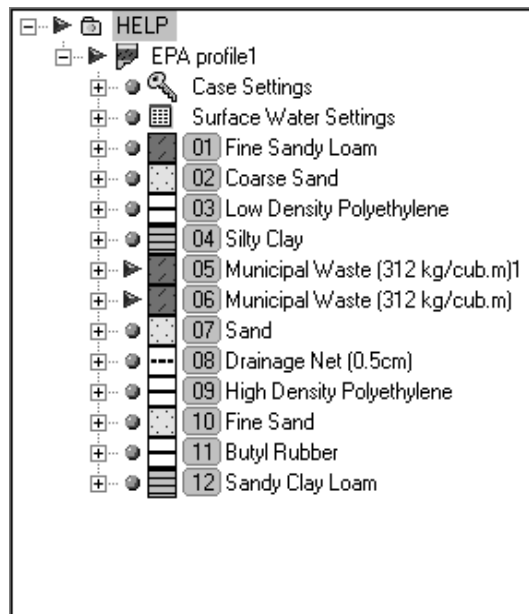 HELP
EPA profile1
Case Settings
Surface Water Settings
01 Fine Sandy Loam
02 Coarse Sand
03 Low Density Polyethylene
04 Silty Clay
05 Municipal Waste (312 kg/cub.m)1
06 Municipal Waste (312 kg/cub.m)
07 Sand
08 Drainage Net (0.5cm)
09 High Density Polyethylene
10 Fine Sand
11 Butyl Rubber
12 Sandy Clay Loam